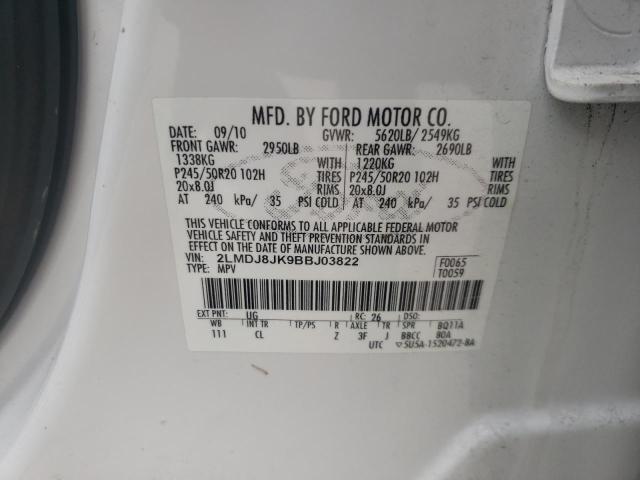 MFD. BY FORD MOTOR CO.
DATE: 09/10 GVWR: 5620LB/ 2549KG
FRONT GAWR: 2950LB REAR GAWR: 2690LB
1338KG WITH 1220KG WITH
P245/50R20 102H TIRES P245/50R20 102H TIRES
20x8.0J RIMS 20x8.0J RIMS
AT 240 kPa/ 35 PSI COLD AT 240 kPa/ 35 PSI COLD
THIS VEHICLE CONFORMS TO ALL APPLICABLE FEDERAL MOTOR
VEHICLE SAFETY AND THEFT PREVENTION STANDARDS IN
EFFECT ON THE DATE OF MANUFACTURE SHOWN ABOVE.
VIN: 2LMDJ8JK9BBJ03822 F0065
TYPE: MPV T0059
EXT PNT: UG RC: 26 DSO:
WB INT TR TP/PS R AXLE TR SPR BQ11A
111 CL Z 3F J BBCC 80A
UTC ▽5U5A-1520472-BA